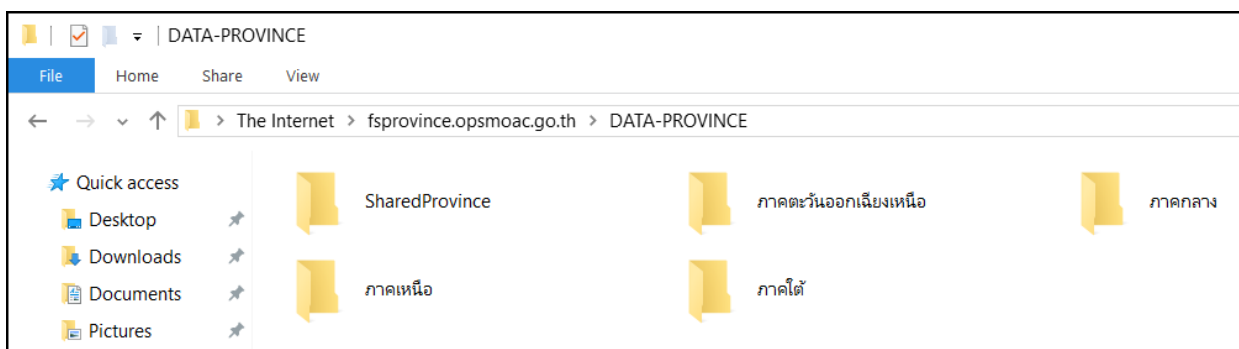 DATA-PROVINCE
File Home Share View
The Internet > fsprovince.opsmoac.go.th > DATA-PROVINCE
Quick access
Desktop
Downloads
Documents
Pictures
SharedProvince ภาคตะวันออกเฉียงเหนือ ภาคกลาง
ภาคเหนือ ภาคใต้